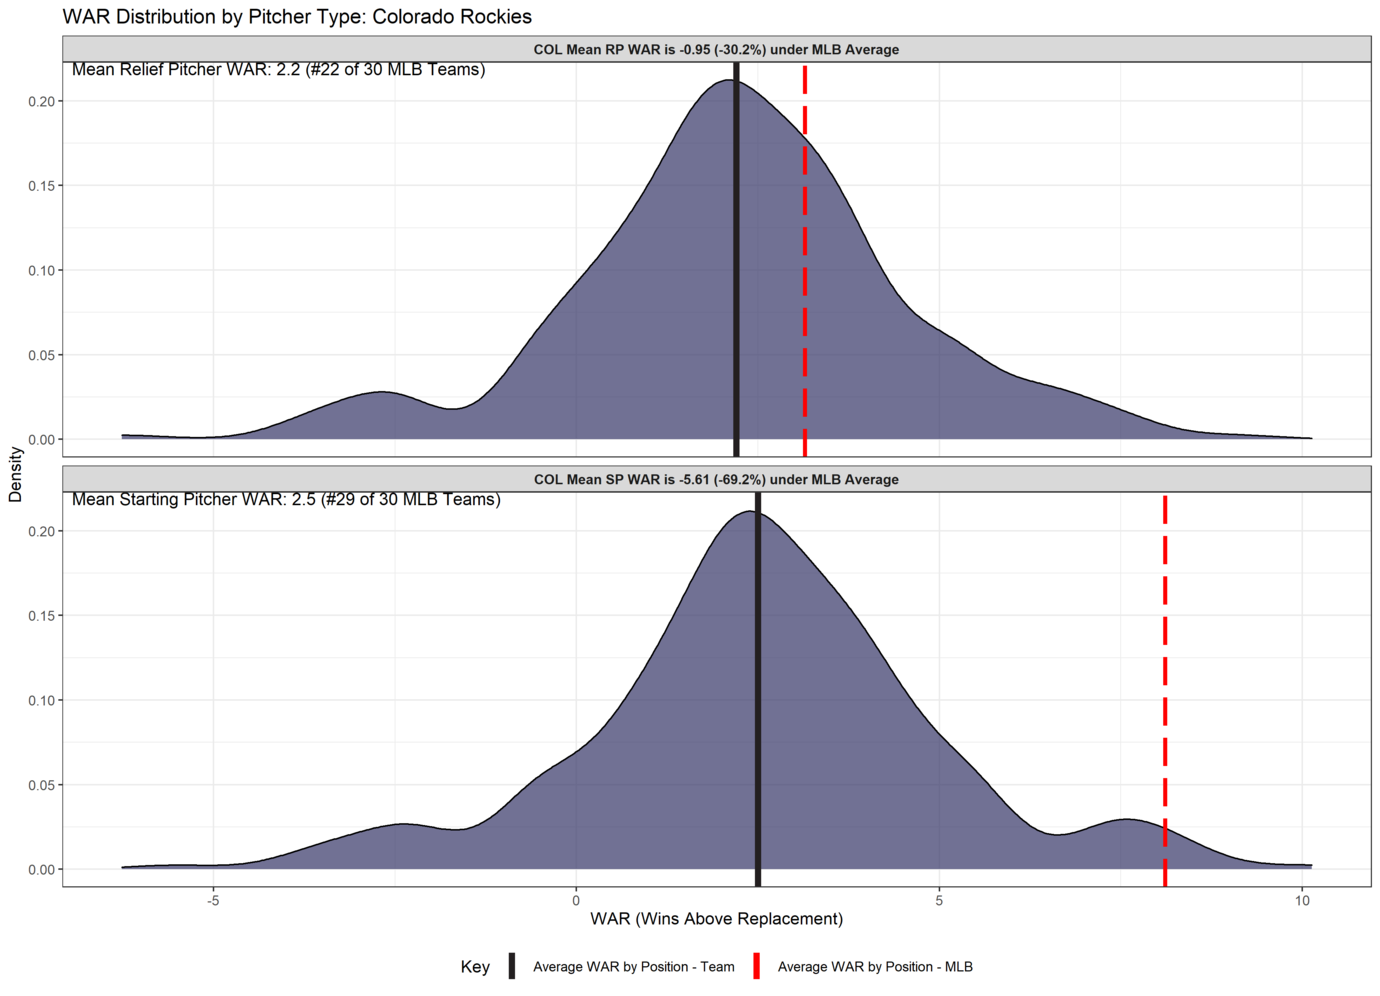 WAR Distribution by Pitcher Type: Colorado Rockies
COL Mean RP WAR is -0.95 (-30.2%) under MLB Average
Mean Relief Pitcher WAR: 2.2 (#22 of 30 MLB Teams)
0.20
0.15
0.10
0.05
0.00
Density
COL Mean SP WAR is -5.61 (-69.2%) under MLB Average
Mean Starting Pitcher WAR: 2.5 (#29 of 30 MLB Teams)
0.20
0.15
0.10
0.05
0.00
-5 0 5 10
WAR (Wins Above Replacement)
Key Average WAR by Position - Team Average WAR by Position - MLB